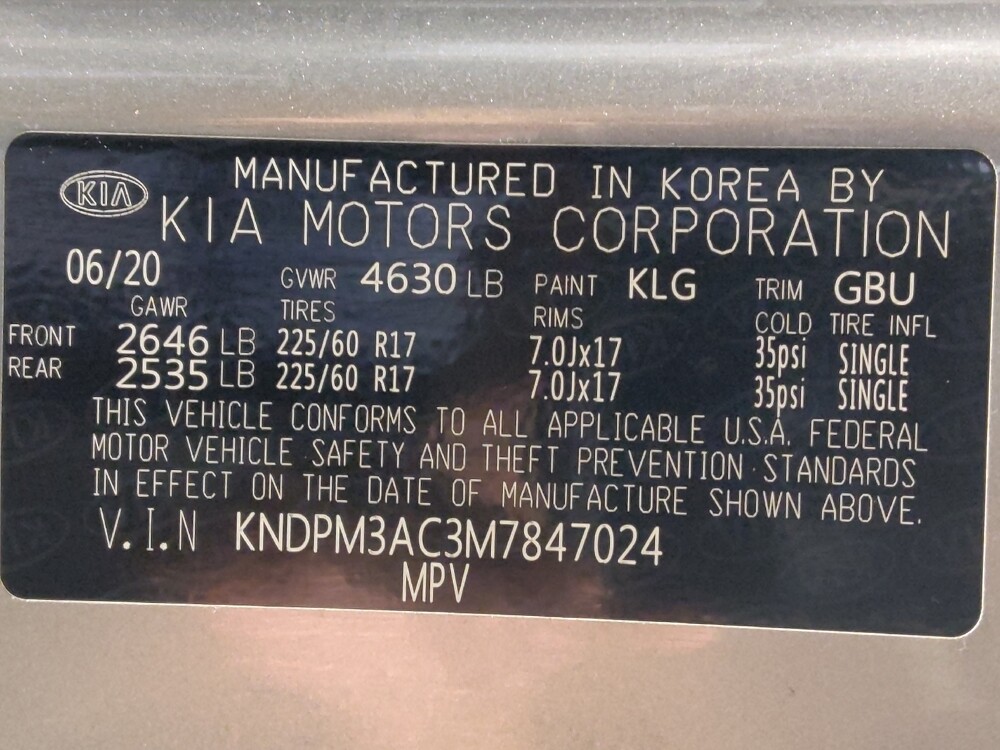 KIA
MANUFACTURED IN KOREA BY
KIA MOTORS CORPORATION
06/20 GVWR 4630 LB PAINT KLG TRIM GBU
GAWR TIRES RIMS COLD TIRE INFL
FRONT 2646 LB 225/60 R17 7.0Jx17 35psi SINGLE
REAR 2535 LB 225/60 R17 7.0Jx17 35psi SINGLE
THIS VEHICLE CONFORMS TO ALL APPLICABLE U.S.A. FEDERAL
MOTOR VEHICLE SAFETY AND THEFT PREVENTION STANDARDS
IN EFFECT ON THE DATE OF MANUFACTURE SHOWN ABOVE.
V.I.N KNDPM3AC3M7847024
MPV